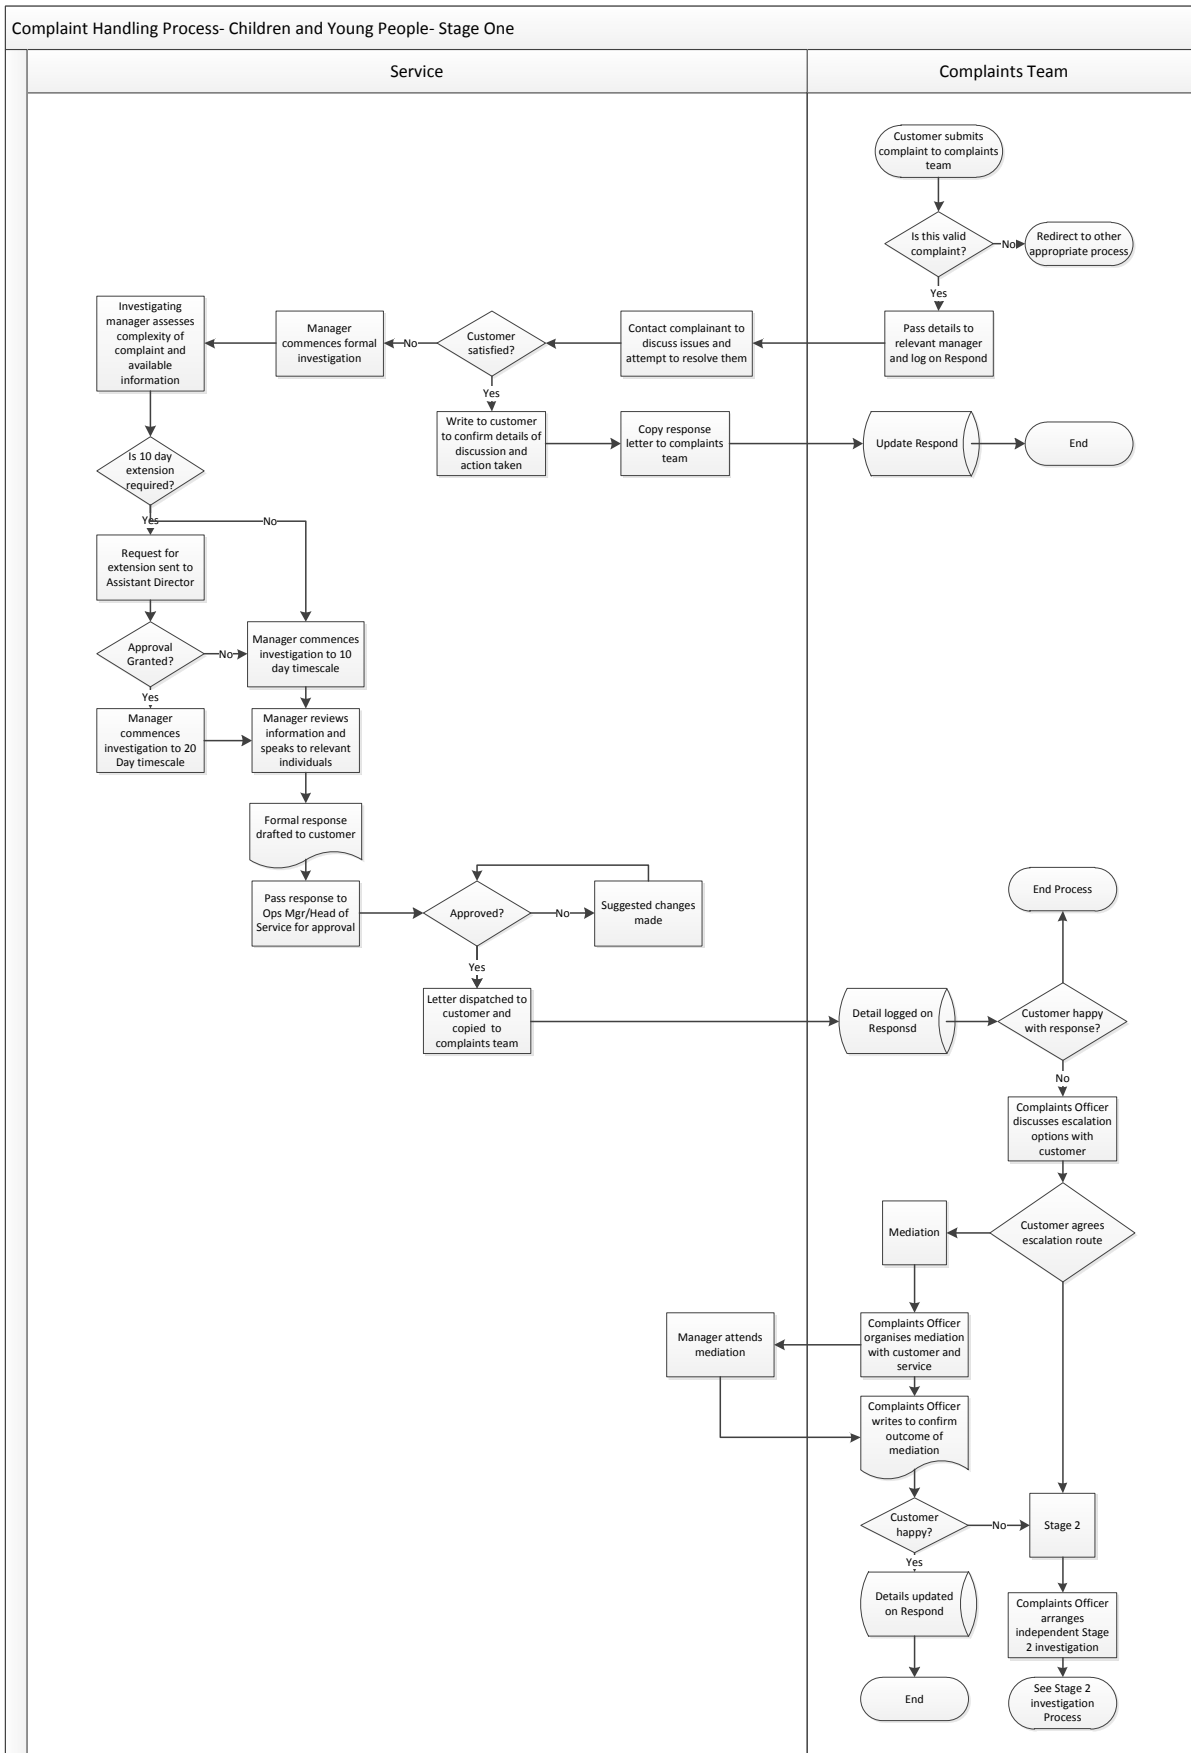 Complaint Handling Process- Children and Young People- Stage One
Service
Complaints Team
Customer submits
complaint to complaints
team
Is this valid
complaint?
No
Redirect to other
appropriate process
Yes
Pass details to
relevant manager
and log on Respond
Contact complainant to
discuss issues and
attempt to resolve them
Customer
satisfied?
No
Manager
commences formal
investigation
Investigating
manager assesses
complexity of
complaint and
available
information
Yes
Write to customer
to confirm details of
discussion and
action taken
Copy response
letter to complaints
team
Update Respond
End
Is 10 day
extension
required?
Yes
No
Request for
extension sent to
Assistant Director
Approval
Granted?
No
Manager commences
investigation to 10
day timescale
Yes
Manager
commences
investigation to 20
Day timescale
Manager reviews
information and
speaks to relevant
individuals
Formal response
drafted to customer
Pass response to
Ops Mgr/Head of
Service for approval
Approved?
No
Suggested changes
made
Yes
Letter dispatched to
customer and
copied to
complaints team
Detail logged on
Responsd
Customer happy
with response?
End Process
No
Complaints Officer
discusses escalation
options with
customer
Customer agrees
escalation route
Mediation
Complaints Officer
organises mediation
with customer and
service
Manager attends
mediation
Complaints Officer
writes to confirm
outcome of
mediation
Customer
happy?
No
Stage 2
Yes
Details updated
on Respond
Complaints Officer
arranges
independent Stage
2 investigation
End
See Stage 2
investigation
Process